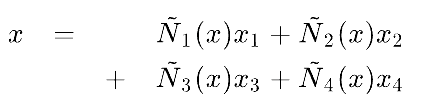 x = Ñ₁(x)x₁ + Ñ₂(x)x₂
+ Ñ₃(x)x₃ + Ñ₄(x)x₄